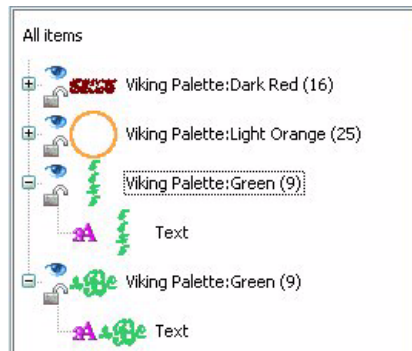 All items
Viking Palette:Dark Red (16)
Viking Palette:Light Orange (25)
Viking Palette:Green (9)
Text
Viking Palette:Green (9)
Text